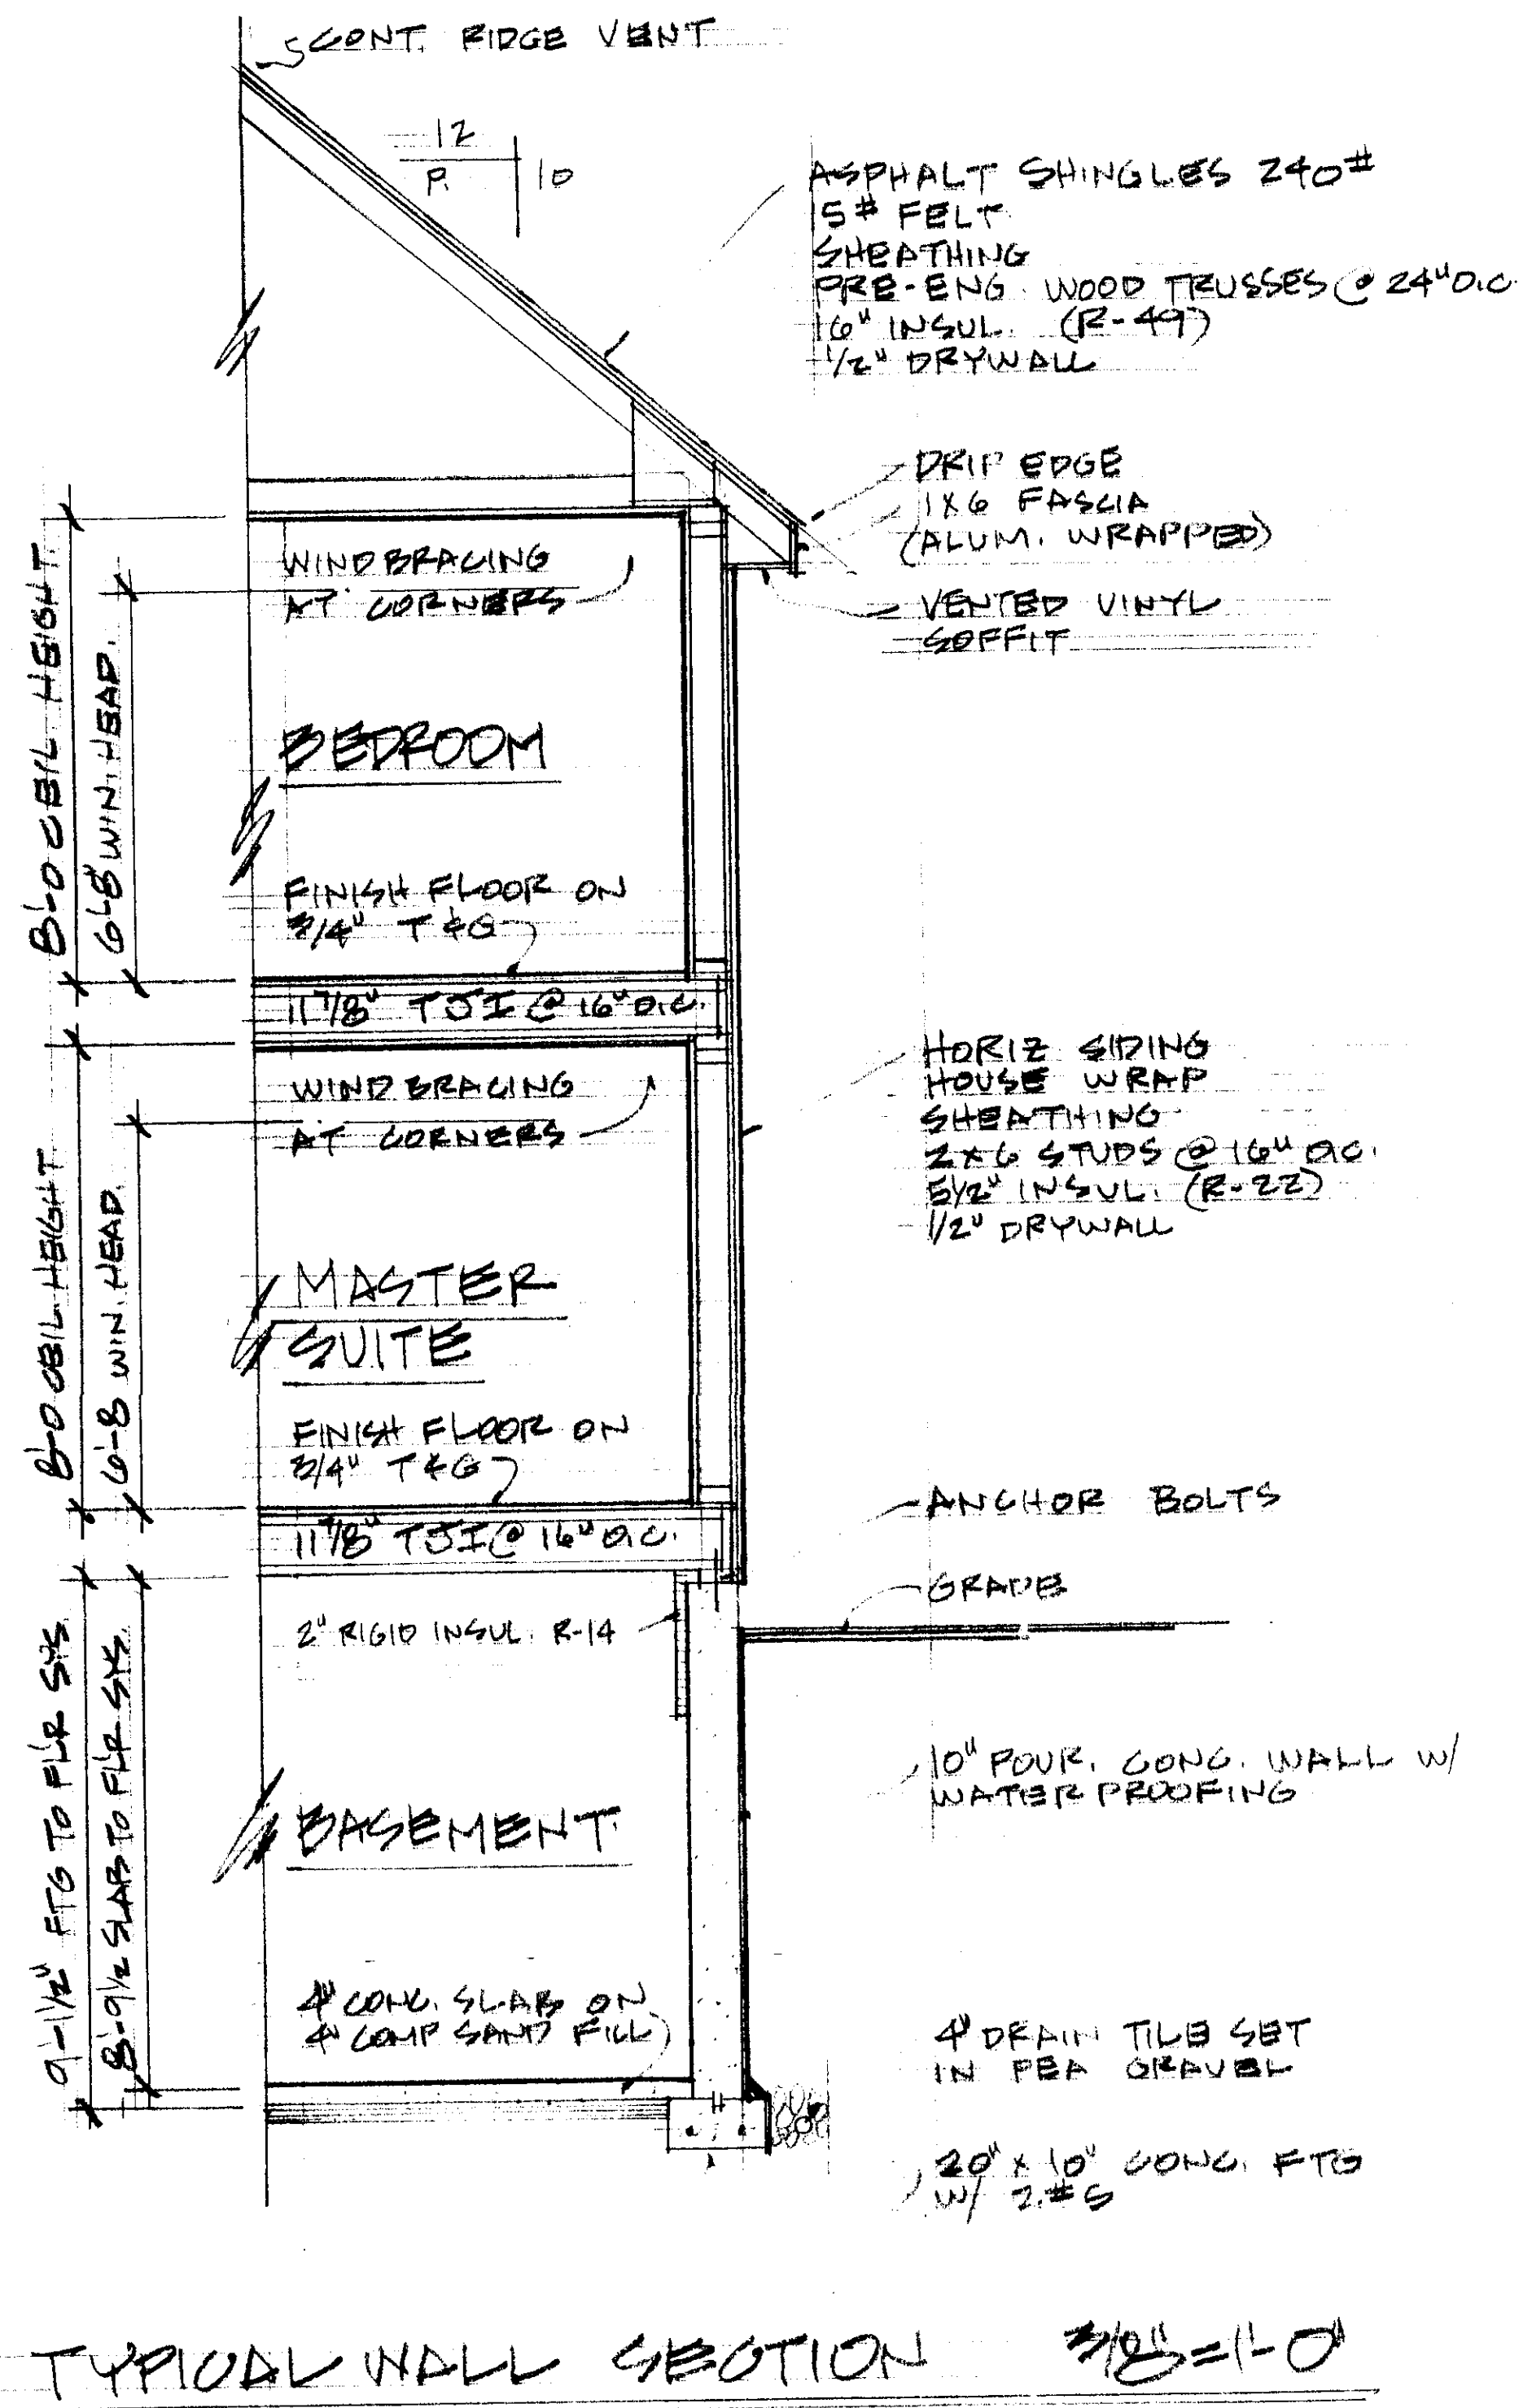 CONT. RIDGE VENT
12
P. 10
ASPHALT SHINGLES 240#
15# FELT
SHEATHING
PRE-ENG. WOOD TRUSSES @ 24" O.C.
16" INSUL. (R-49)
1/2" DRYWALL
DRIP EDGE
1X6 FASCIA
(ALUM. WRAPPED)
VENTED VINYL
SOFFIT
WIND BRACING
AT CORNERS
8'-0 CEIL HEIGHT
6'-8" WIN. HEAD.
BEDROOM
FINISH FLOOR ON
3/4" T&G
11 7/8" TJI @ 16" O.C.
HORIZ SIDING
HOUSE WRAP
SHEATHING
2X6 STUDS @ 16" O.C.
5 1/2" INSUL. (R-22)
1/2" DRYWALL
WIND BRACING
AT CORNERS
8'-0 CEIL HEIGHT
6'-8 WIN. HEAD.
MASTER
SUITE
FINISH FLOOR ON
3/4" T&G
11 7/8" TJI @ 16" O.C.
ANCHOR BOLTS
GRADE
2" RIGID INSUL. R-14
9'-1 1/2" FTG TO FLR SYS
8'-9 1/2 SLAB TO FLR SYS.
10" POUR. CONC. WALL W/
WATERPROOFING
BASEMENT.
4" CONC. SLAB ON
4" COMP SAND FILL
4" DRAIN TILE SET
IN PEA GRAVEL
20" x 10" CONC. FTG
W/ 2.#5
TYPICAL WALL SECTION 3/8"=1'-0"